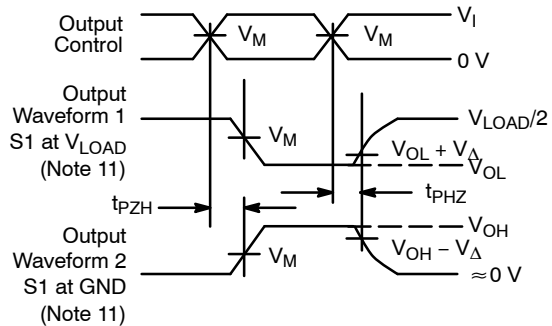 Output
Control
V_M
V_M
V_I
0 V
Output
Waveform 1
S1 at V_LOAD
(Note 11)
V_M
V_LOAD/2
V_OL + V_Δ
V_OL
t_PZH
t_PHZ
Output
Waveform 2
S1 at GND
(Note 11)
V_M
V_OH
V_OH − V_Δ
≈0 V